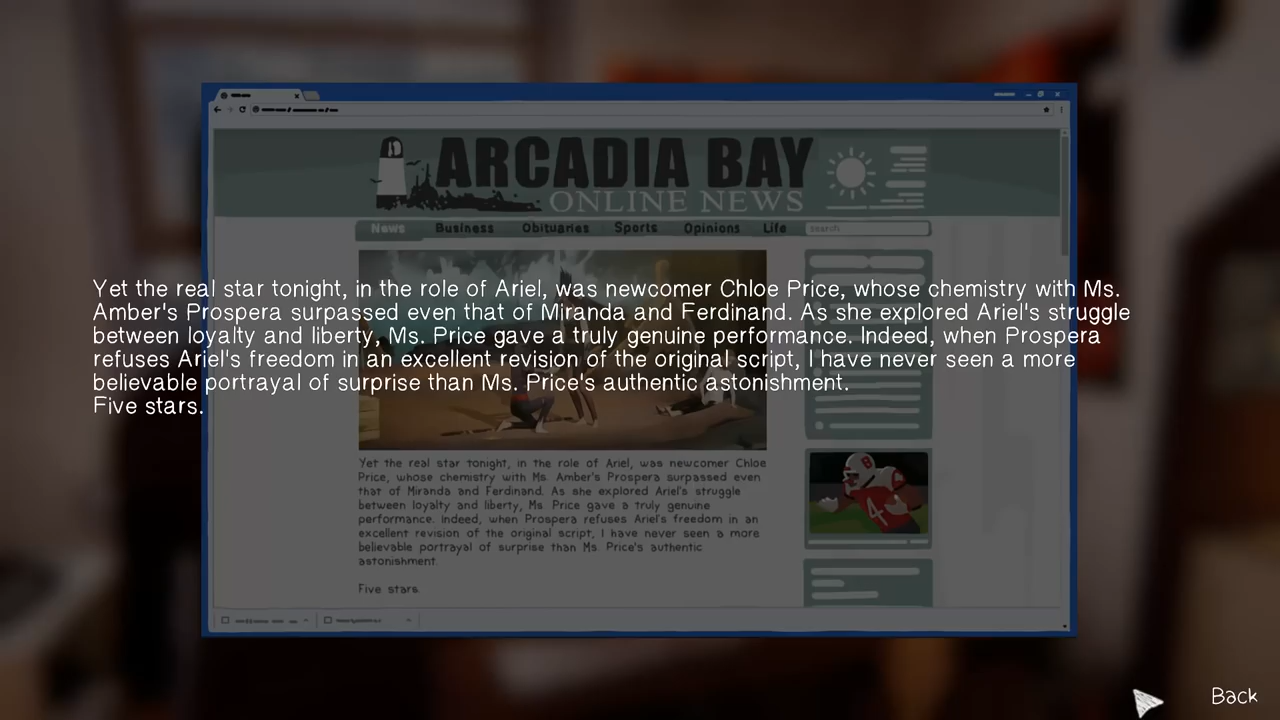 ARCADIA BAY
ONLINE NEWS
News Business Obituaries Sports Opinions Life search
Yet the real star tonight, in the role of Ariel, was newcomer Chloe Price, whose chemistry with Ms.
Amber's Prospera surpassed even that of Miranda and Ferdinand. As she explored Ariel's struggle
between loyalty and liberty, Ms. Price gave a truly genuine performance. Indeed, when Prospera
refuses Ariel's freedom in an excellent revision of the original script, I have never seen a more
believable portrayal of surprise than Ms. Price's authentic astonishment.
Five stars.
B
4
Yet the real star tonight, in the role of Ariel, was newcomer Chloe
Price, whose chemistry with Ms. Amber's Prospera surpassed even
that of Miranda and Ferdinand. As she explored Ariel's struggle
between loyalty and liberty, Ms. Price gave a truly genuine
performance. Indeed, when Prospera refuses Ariel's freedom in an
excellent revision of the original script, I have never seen a more
believable portrayal of surprise than Ms. Price's authentic
astonishment.
Five stars.
Back